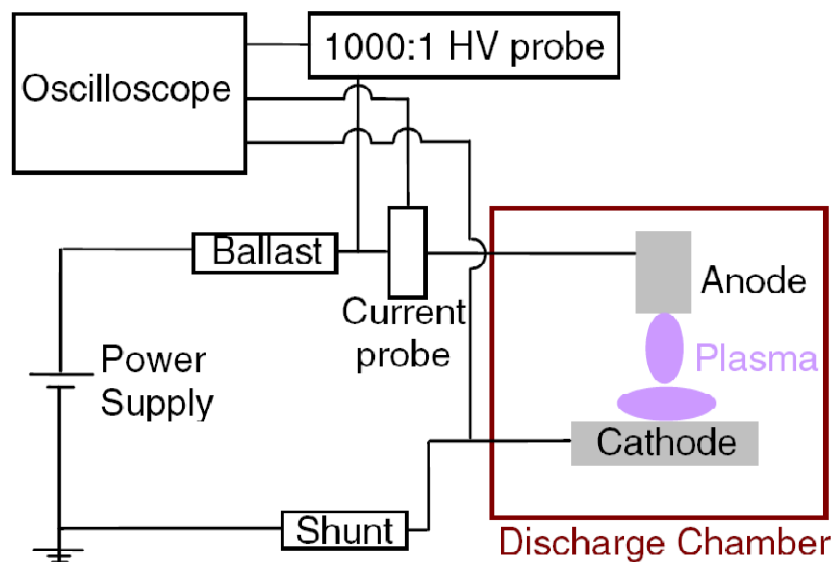 1000:1 HV probe
Oscilloscope
Ballast
Current
probe
Anode
Plasma
Power
Supply
Cathode
Shunt
Discharge Chamber